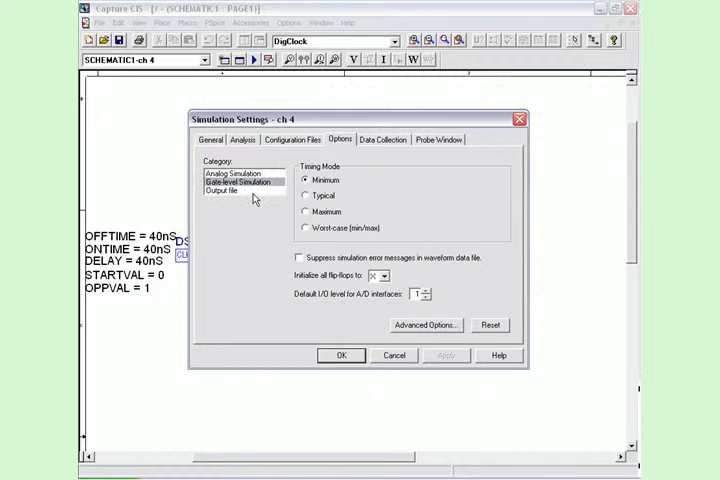 Capture CIS - [/ - (SCHEMATIC1 : PAGE1)]
File Edit View Place Macro PSpice Accessories Options Window Help
DigClock
U?
SCHEMATIC1-ch 4
V I W
Simulation Settings - ch 4
General Analysis Configuration Files Options Data Collection Probe Window
Category:
Analog Simulation
Gate-level Simulation
Output file
Timing Mode
Minimum
Typical
Maximum
Worst-case (min/max)
Suppress simulation error messages in waveform data file.
Initialize all flip-flops to: X
Default I/O level for A/D interfaces: 1
Advanced Options... Reset
OK Cancel Apply Help
OFFTIME = 40nS
ONTIME = 40nS
DELAY = 40nS
STARTVAL = 0
OPPVAL = 1
DS
CL